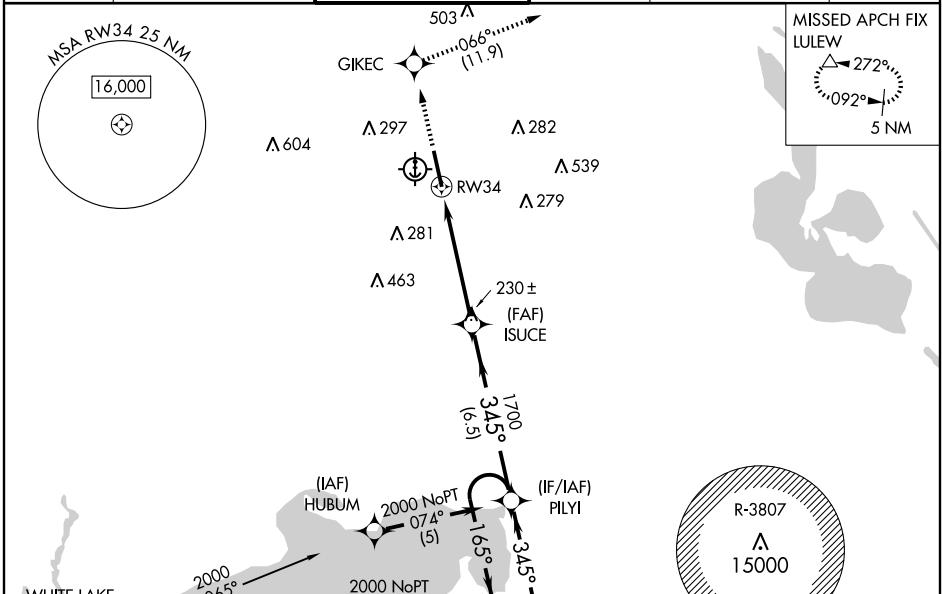 MSA RW34 25 NM
16,000
503
066°
(11.9)
GIKEC
MISSED APCH FIX
LULEW
272°
092°
5 NM
604
297
282
539
279
RW34
281
463
230 ±
(FAF)
ISUCE
1700
345°
(6.5)
(IAF)
HUBUM
2000 NoPT
074°
(5)
(IF/IAF)
PILYI
165°
345°
R-3807
15000
2000
2000 NoPT
WHITE LAKE